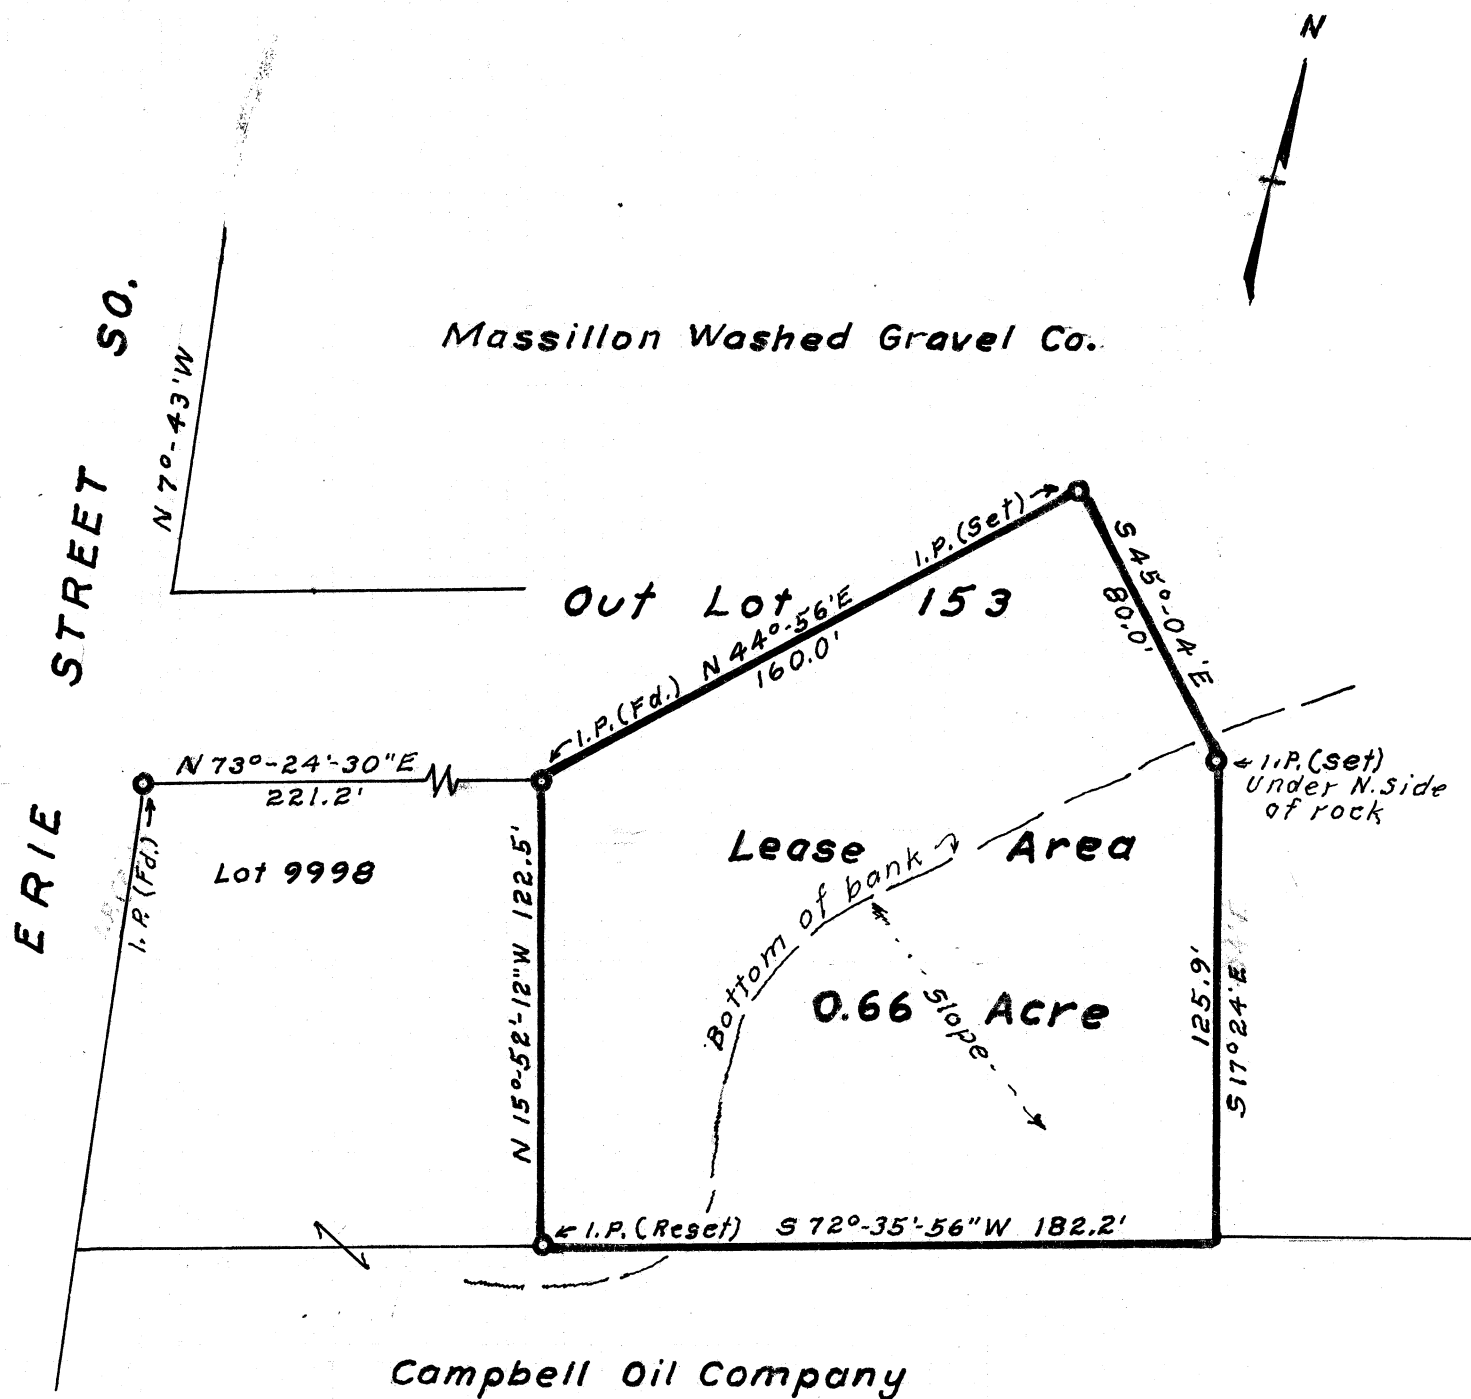 N
Massillon Washed Gravel Co.
ERIE STREET SO.
N 7°-43'W
Out Lot 153
I.P.(Set)
N 44°-56'E
160.0'
I.P.(Fd.)
S 45°-04'E
80.0'
I.P.(Set)
Under N. side
of rock
N 73°-24'-30"E
221.2'
I.P.(Fd.)
Lot 9998
N 15°-52'-12"W 122.5'
Lease Area
Bottom of bank
0.66 Acre
Slope
125.9'
S 17°24'E
I.P.(Reset) S 72°-35'-56"W 182.2'
Campbell Oil Company